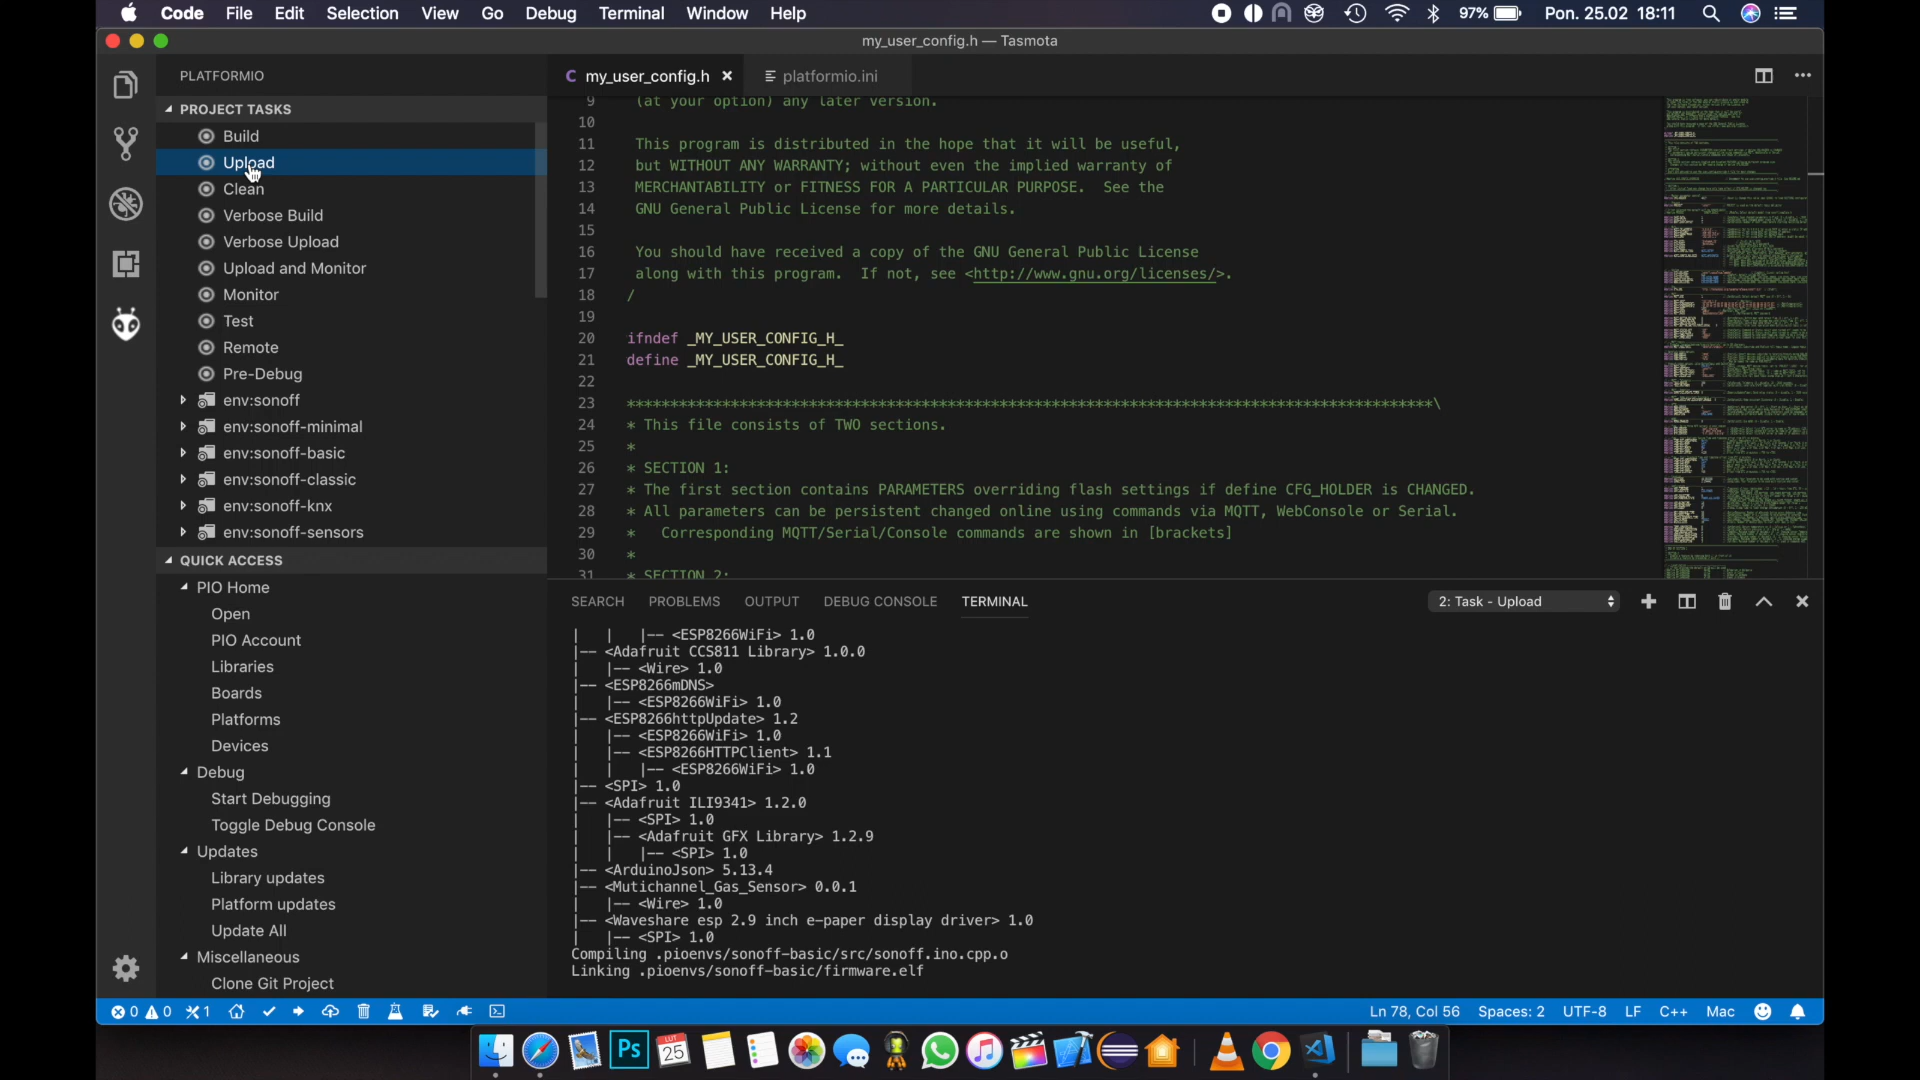 Code File Edit Selection View Go Debug Terminal Window Help
97% Pon. 25.02 18:11
my_user_config.h — Tasmota
PLATFORMIO
PROJECT TASKS
Build
Upload
Clean
Verbose Build
Verbose Upload
Upload and Monitor
Monitor
Test
Remote
Pre-Debug
env:sonoff
env:sonoff-minimal
env:sonoff-basic
env:sonoff-classic
env:sonoff-knx
env:sonoff-sensors
QUICK ACCESS
PIO Home
Open
PIO Account
Libraries
Boards
Platforms
Devices
Debug
Start Debugging
Toggle Debug Console
Updates
Library updates
Platform updates
Update All
Miscellaneous
Clone Git Project
C my_user_config.h × platformio.ini
9 (at your option) any later version.
10
11 This program is distributed in the hope that it will be useful,
12 but WITHOUT ANY WARRANTY; without even the implied warranty of
13 MERCHANTABILITY or FITNESS FOR A PARTICULAR PURPOSE.  See the
14 GNU General Public License for more details.
15
16 You should have received a copy of the GNU General Public License
17 along with this program.  If not, see <http://www.gnu.org/licenses/>.
18 /
19
20 ifndef _MY_USER_CONFIG_H_
21 define _MY_USER_CONFIG_H_
22
23 *********************************************************************************************\
24 * This file consists of TWO sections.
25 *
26 * SECTION 1:
27 * The first section contains PARAMETERS overriding flash settings if define CFG_HOLDER is CHANGED.
28 * All parameters can be persistent changed online using commands via MQTT, WebConsole or Serial.
29 *   Corresponding MQTT/Serial/Console commands are shown in [brackets]
30 *
31 * SECTION 2:
SEARCH PROBLEMS OUTPUT DEBUG CONSOLE TERMINAL 2: Task - Upload
|   |   |-- <ESP8266WiFi> 1.0
|-- <Adafruit CCS811 Library> 1.0.0
|   |-- <Wire> 1.0
|-- <ESP8266mDNS>
|   |-- <ESP8266WiFi> 1.0
|-- <ESP8266httpUpdate> 1.2
|   |-- <ESP8266WiFi> 1.0
|   |-- <ESP8266HTTPClient> 1.1
|   |   |-- <ESP8266WiFi> 1.0
|-- <SPI> 1.0
|-- <Adafruit ILI9341> 1.2.0
|   |-- <SPI> 1.0
|   |-- <Adafruit GFX Library> 1.2.9
|   |   |-- <SPI> 1.0
|-- <ArduinoJson> 5.13.4
|-- <Mutichannel_Gas_Sensor> 0.0.1
|   |-- <Wire> 1.0
|-- <Waveshare esp 2.9 inch e-paper display driver> 1.0
|   |-- <SPI> 1.0
Compiling .pioenvs/sonoff-basic/src/sonoff.ino.cpp.o
Linking .pioenvs/sonoff-basic/firmware.elf
0 0 1 Ln 78, Col 56 Spaces: 2 UTF-8 LF C++ Mac
Ps
LUT
25